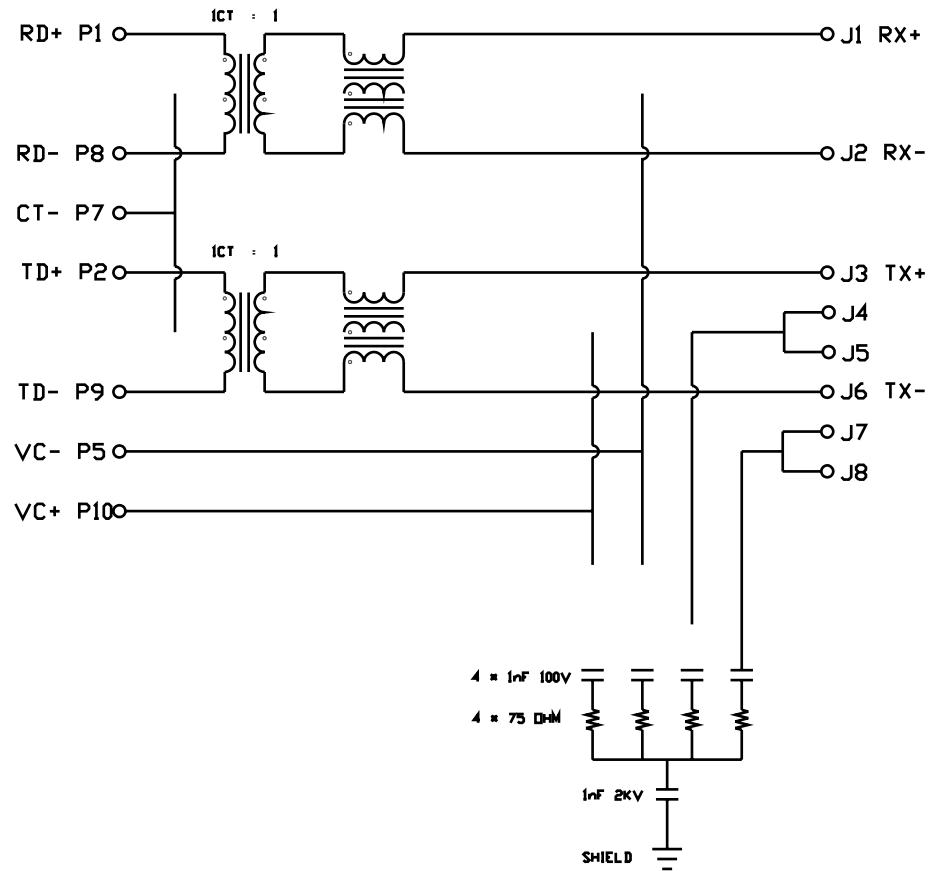 1CT : 1
RD+ P1 J1 RX+
RD- P8 J2 RX-
CT- P7
1CT : 1
TD+ P2 J3 TX+
J4
J5
TD- P9 J6 TX-
J7
VC- P5
J8
VC+ P10
4 * 1nF 100V
4 * 75 OHM
1nF 2KV
SHIELD